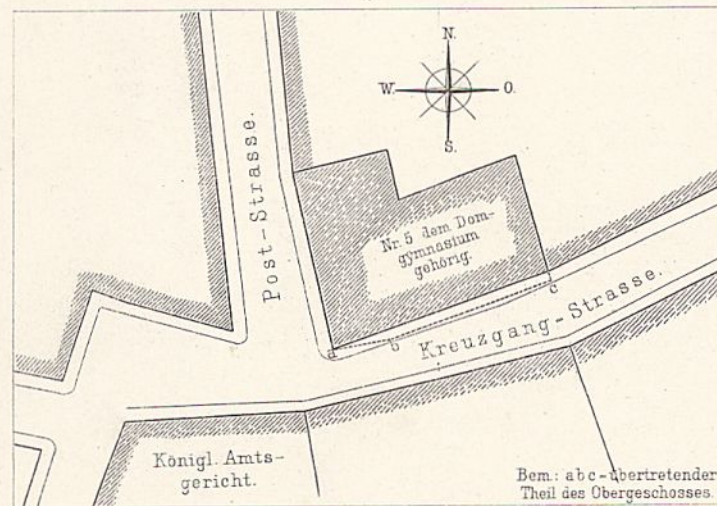 N.
W. O.
S.
Post-Strasse.
Nr. 5 dem Dom-
gymnasium
gehörig.
a
b
c
Kreuzgang-Strasse.
Königl. Amts-
gericht.
Bem.: abc-übertretender
Theil des Obergeschosses.